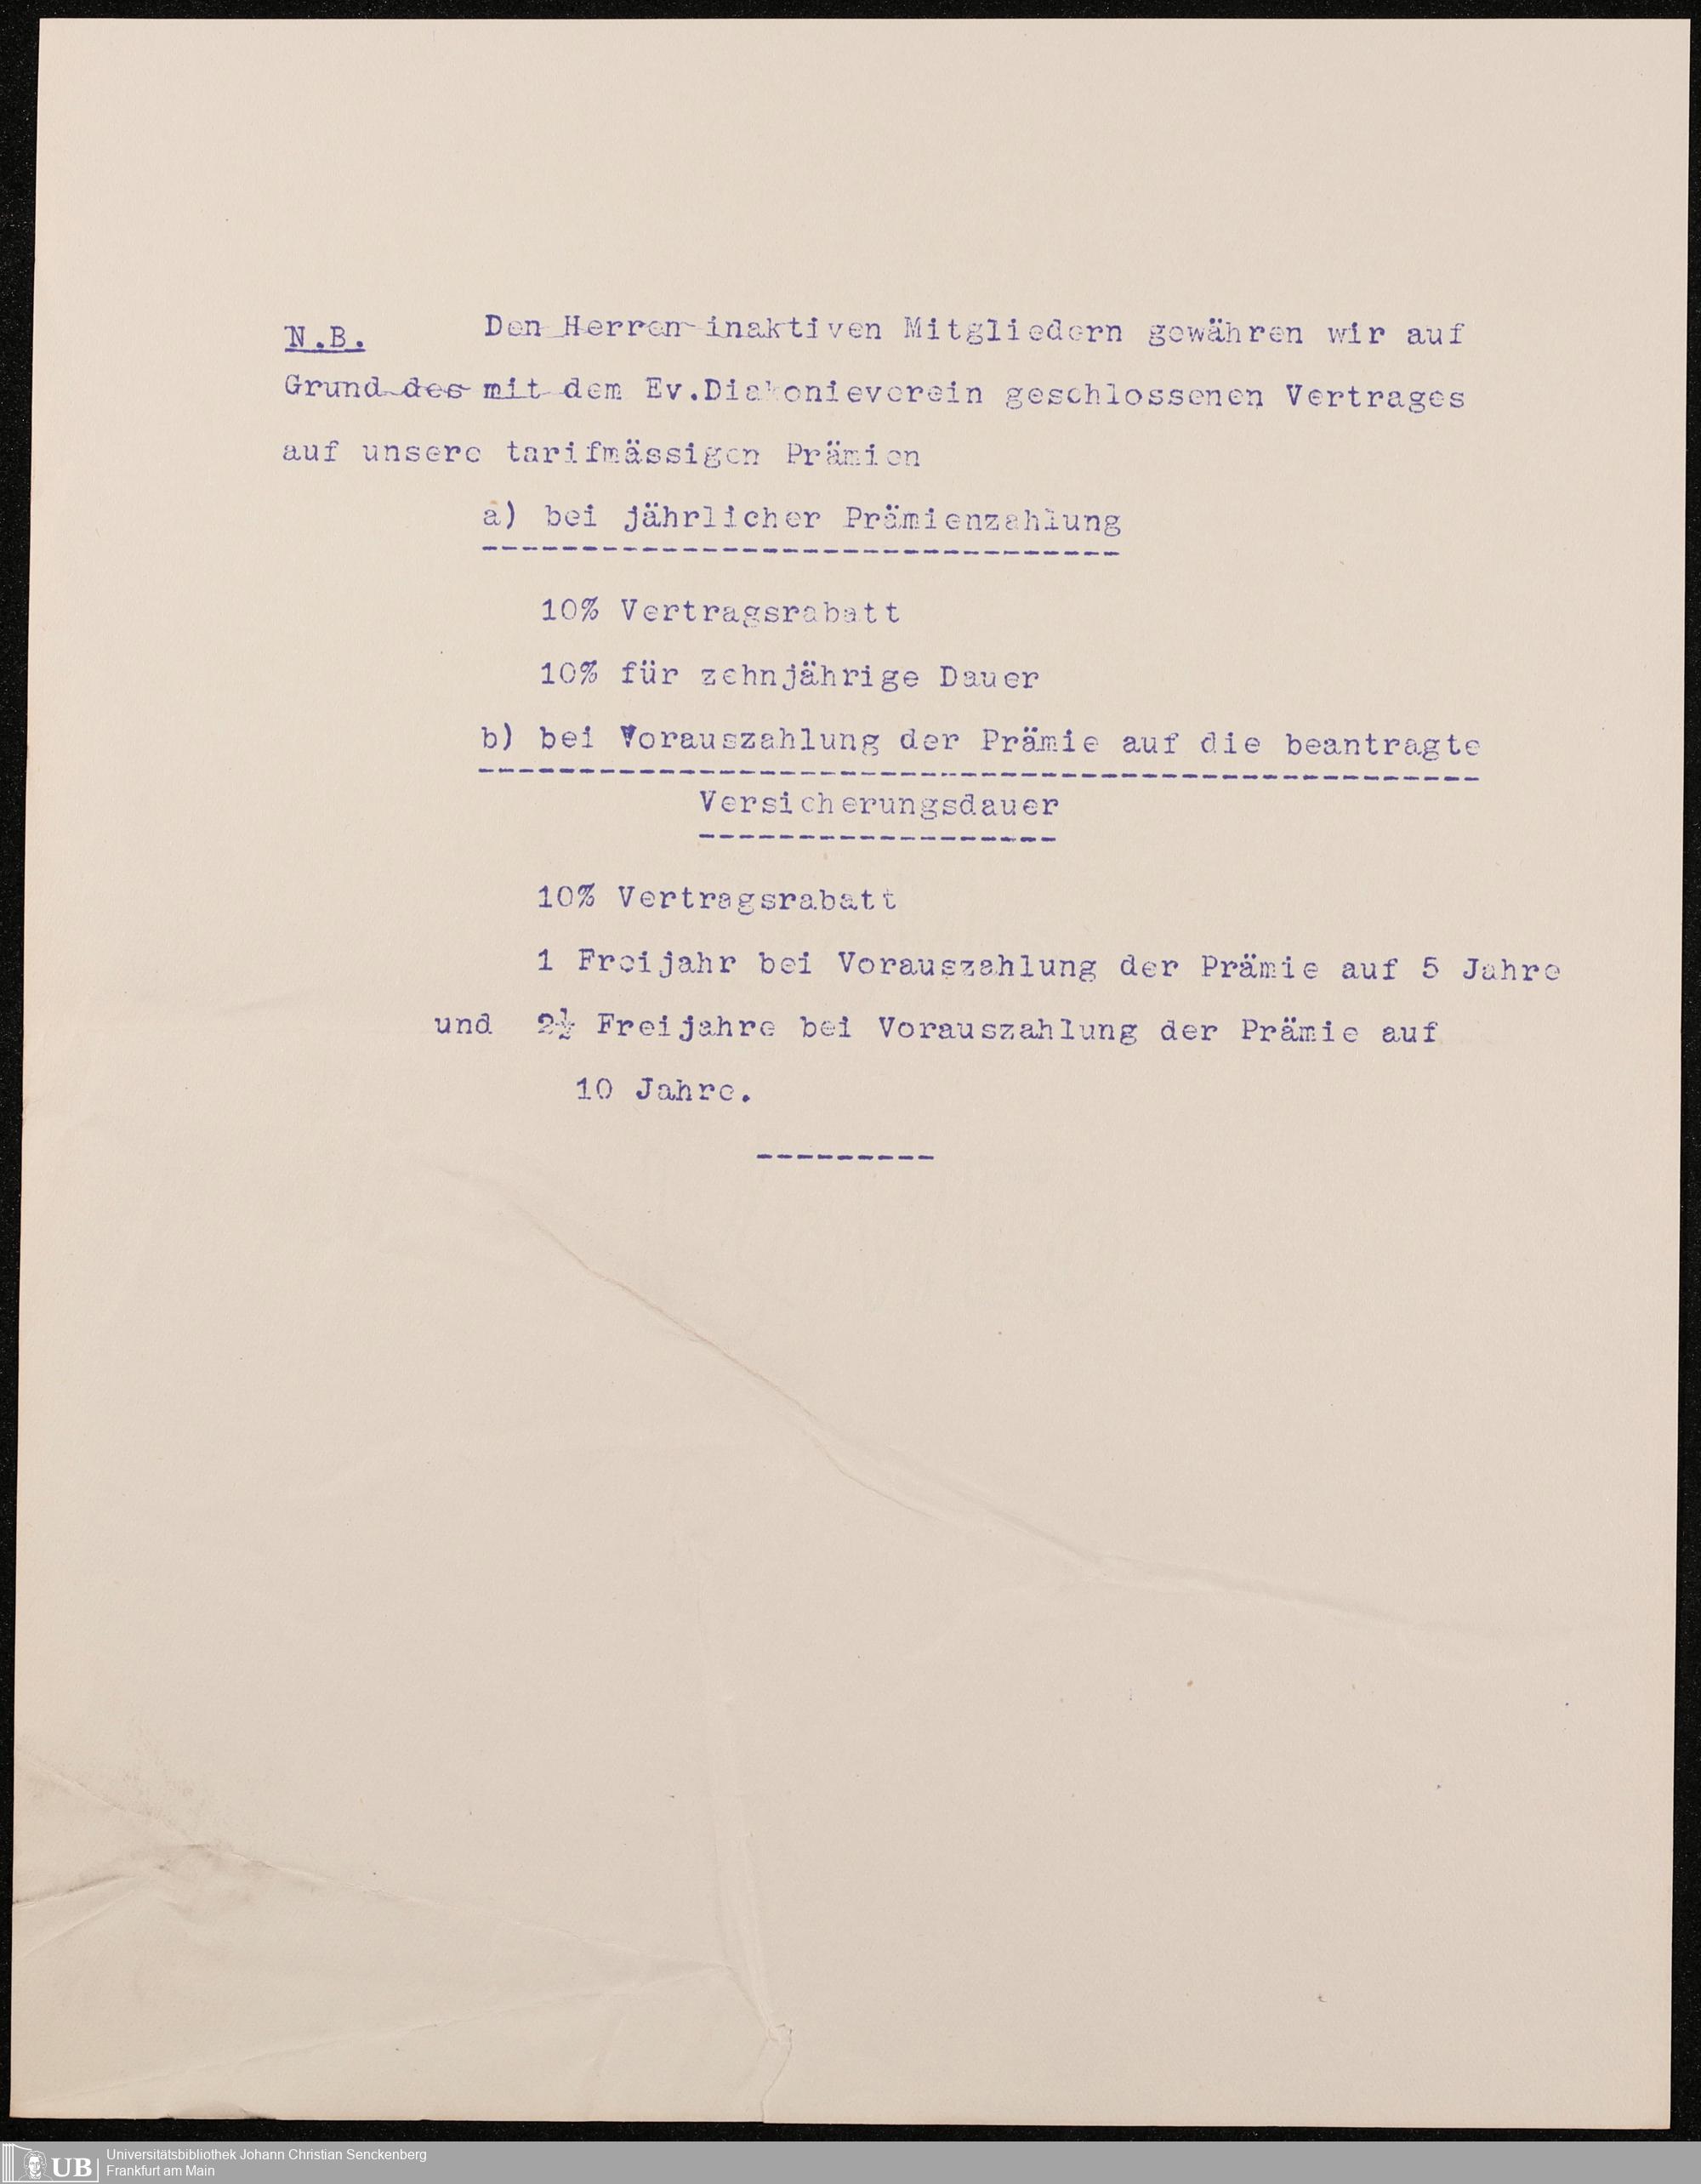 N.B. Den Herren inaktiven Mitgliedern gewähren wir auf
Grund des mit dem Ev.Diakonieverein geschlossenen Vertrages
auf unsere tarifmässigen Prämien
a) bei jährlicher Prämienzahlung
10% Vertragsrabatt
10% für zehnjährige Dauer
b) bei Vorauszahlung der Prämie auf die beantragte
Versicherungsdauer
10% Vertragsrabatt
1 Freijahr bei Vorauszahlung der Prämie auf 5 Jahre
und 2½ Freijahre bei Vorauszahlung der Prämie auf
10 Jahre.
UB Universitätsbibliothek Johann Christian Senckenberg
Frankfurt am Main